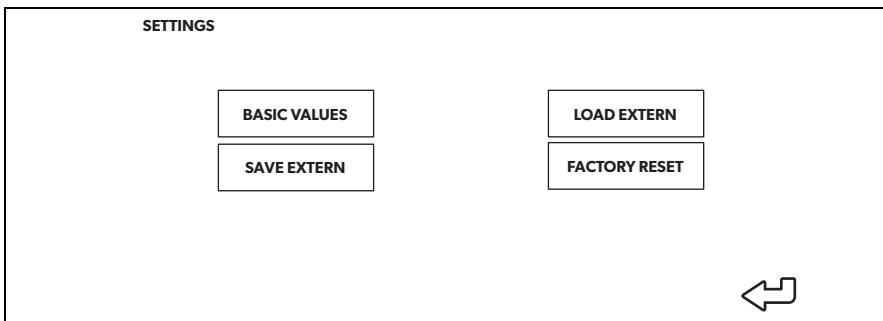 SETTINGS
BASIC VALUES
LOAD EXTERN
SAVE EXTERN
FACTORY RESET